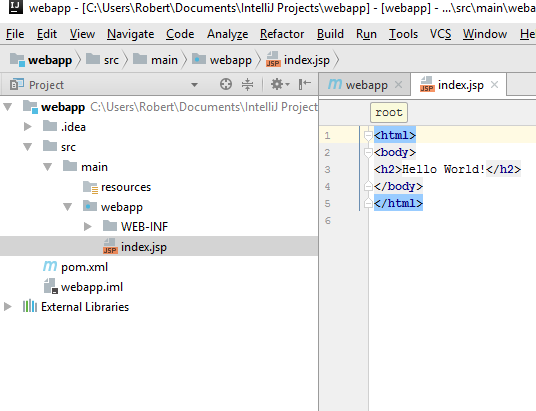 webapp - [C:\Users\Robert\Documents\IntelliJ Projects\webapp] - [webapp] - ...\src\main\webapp
File Edit View Navigate Code Analyze Refactor Build Run Tools VCS Window He
webapp src main webapp index.jsp
Project
webapp index.jsp
webapp C:\Users\Robert\Documents\IntelliJ Project
.idea
src
main
resources
webapp
WEB-INF
index.jsp
pom.xml
webapp.iml
External Libraries
root
1 <html>
2 <body>
3 <h2>Hello World!</h2>
4 </body>
5 </html>
6